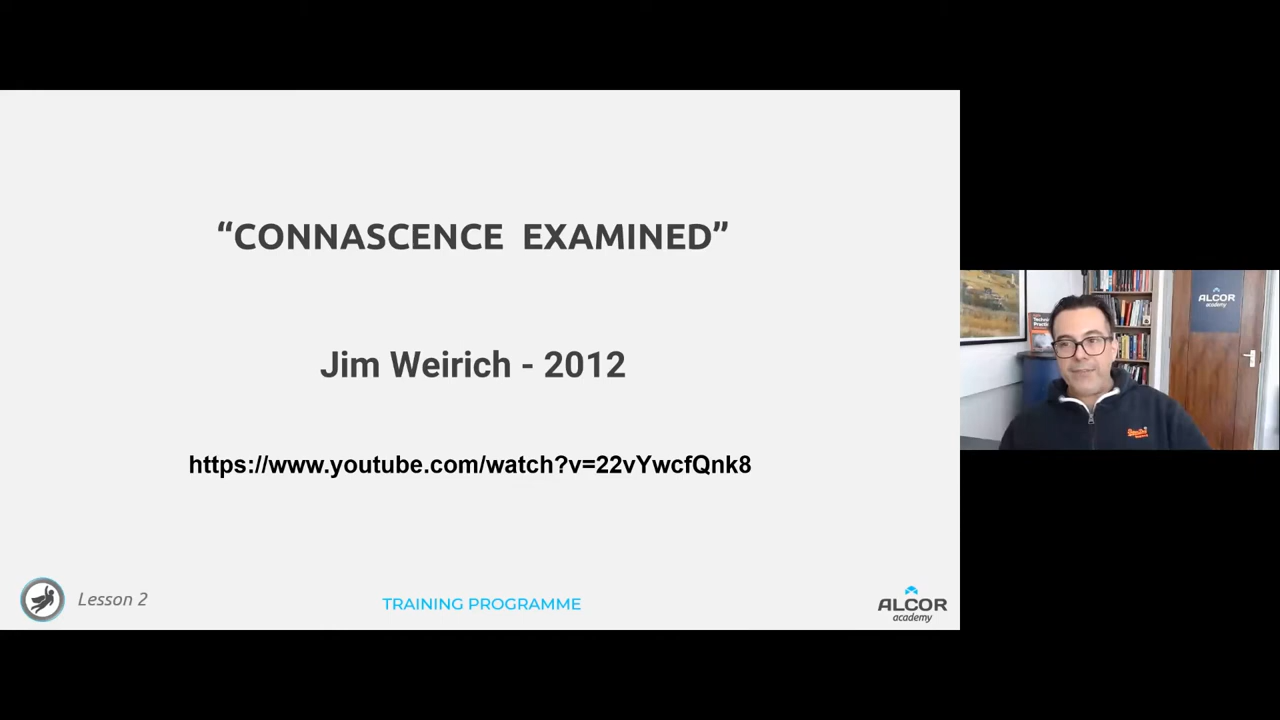 “CONNASCENCE EXAMINED”
Jim Weirich - 2012
https://www.youtube.com/watch?v=22vYwcfQnk8
Lesson 2
TRAINING PROGRAMME
ALCOR
academy
ALCOR
academy